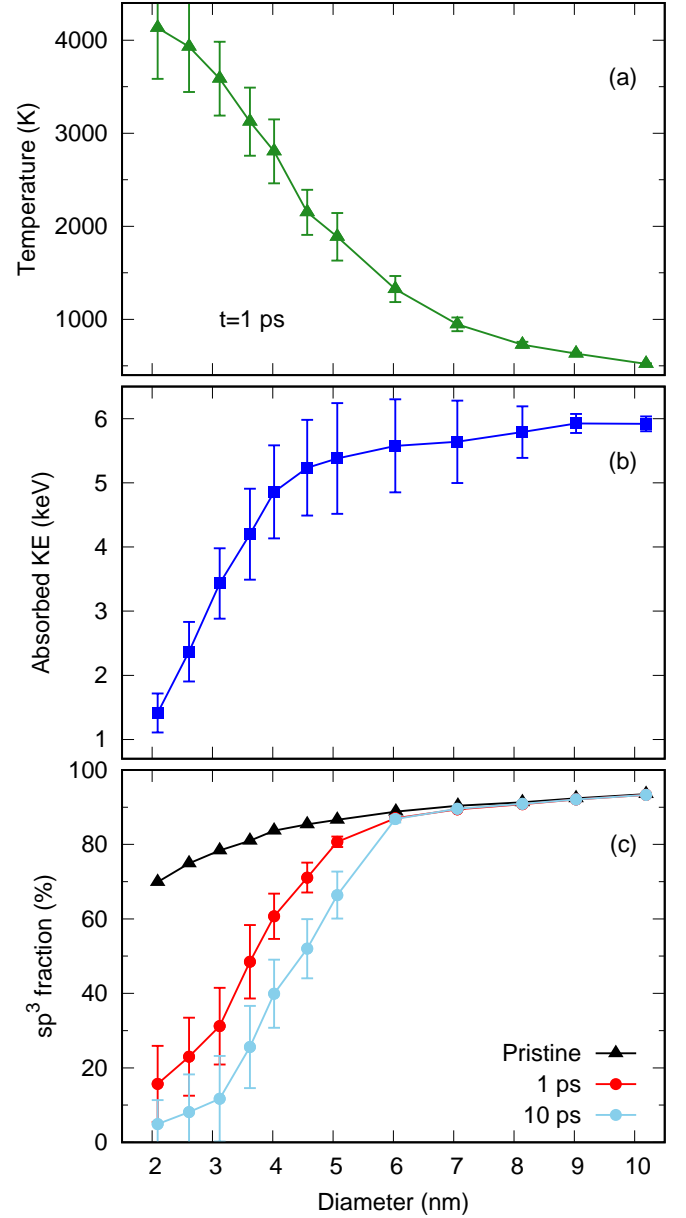 4000
3000
2000
1000
Temperature (K)
(a)
t=1 ps
6
5
4
3
2
1
Absorbed KE (keV)
(b)
100
80
60
40
20
0
sp³ fraction (%)
(c)
Pristine
1 ps
10 ps
2 3 4 5 6 7 8 9 10
Diameter (nm)